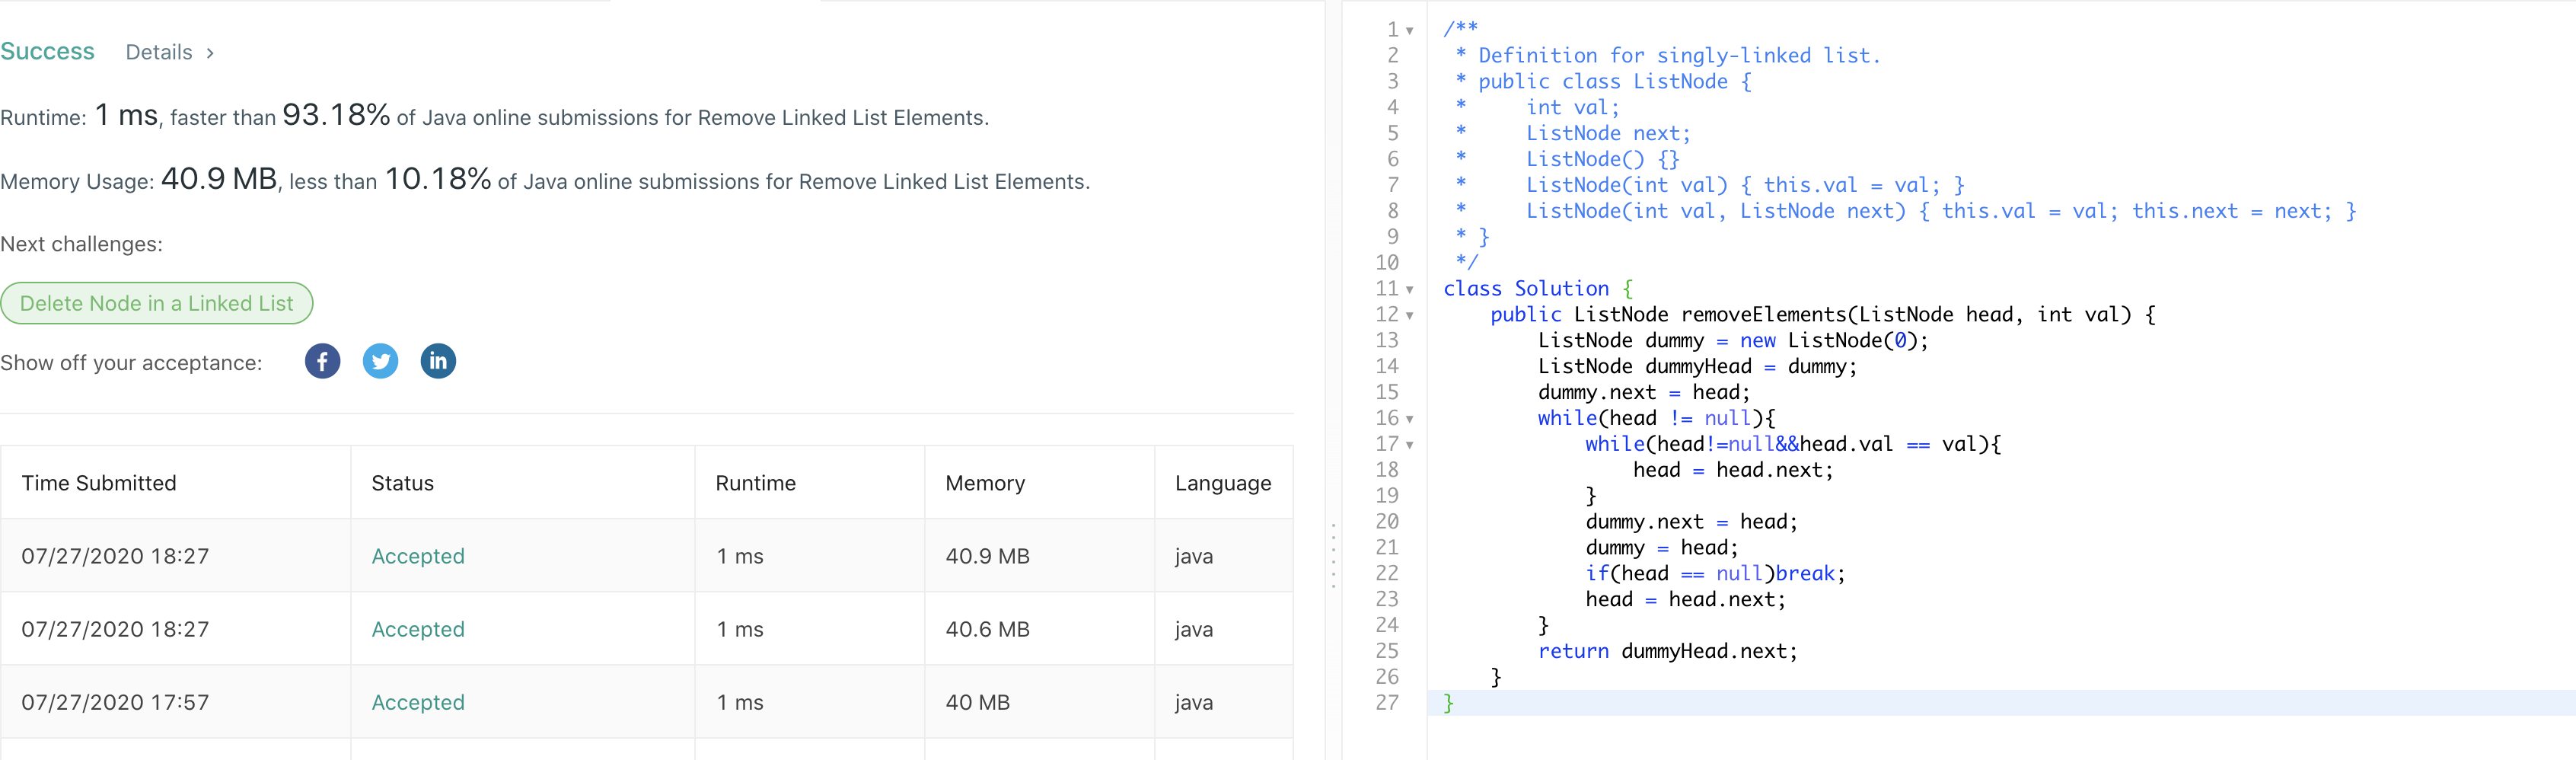 Success Details >
Runtime: 1 ms, faster than 93.18% of Java online submissions for Remove Linked List Elements.
Memory Usage: 40.9 MB, less than 10.18% of Java online submissions for Remove Linked List Elements.
Next challenges:
Delete Node in a Linked List
Show off your acceptance:
Time Submitted Status Runtime Memory Language
07/27/2020 18:27 Accepted 1 ms 40.9 MB java
07/27/2020 18:27 Accepted 1 ms 40.6 MB java
07/27/2020 17:57 Accepted 1 ms 40 MB java
1 /**
2  * Definition for singly-linked list.
3  * public class ListNode {
4  *     int val;
5  *     ListNode next;
6  *     ListNode() {}
7  *     ListNode(int val) { this.val = val; }
8  *     ListNode(int val, ListNode next) { this.val = val; this.next = next; }
9  * }
10  */
11 class Solution {
12     public ListNode removeElements(ListNode head, int val) {
13         ListNode dummy = new ListNode(0);
14         ListNode dummyHead = dummy;
15         dummy.next = head;
16         while(head != null){
17             while(head!=null&&head.val == val){
18                 head = head.next;
19             }
20             dummy.next = head;
21             dummy = head;
22             if(head == null)break;
23             head = head.next;
24         }
25         return dummyHead.next;
26     }
27 }